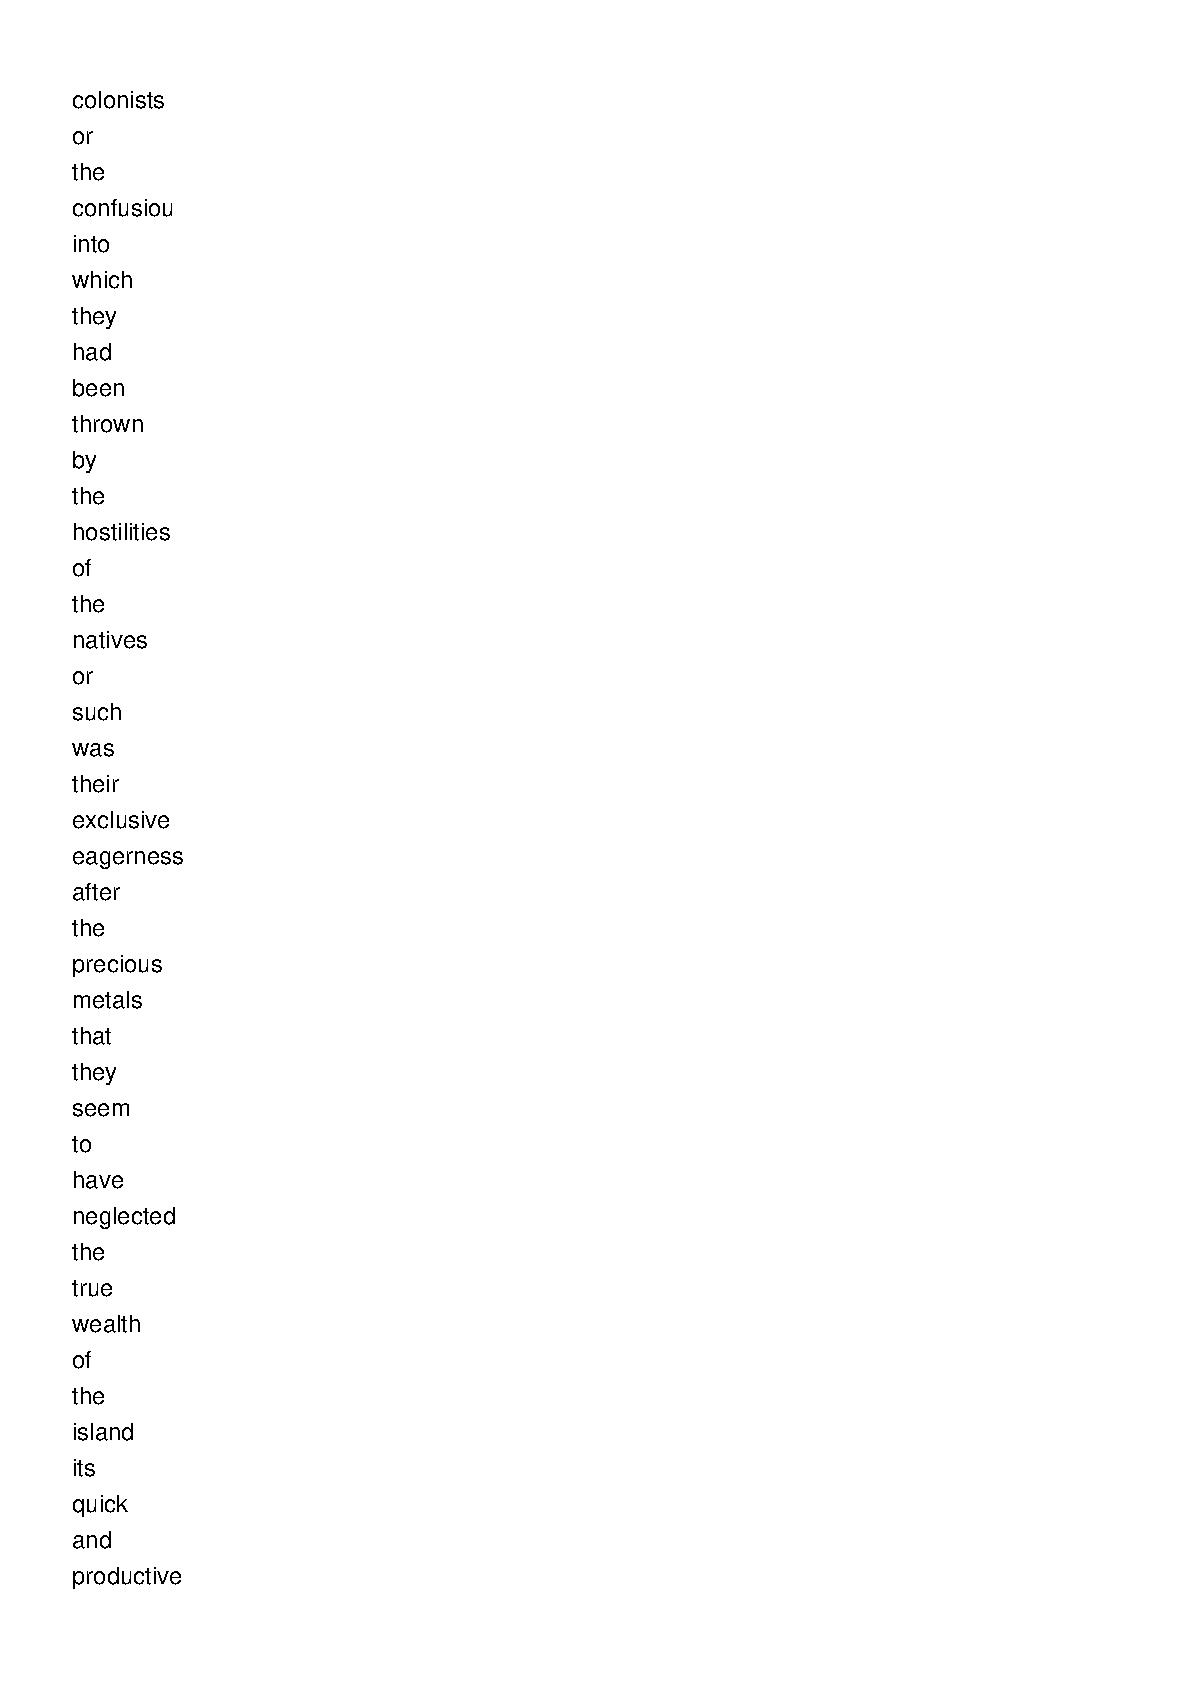 colonists
or
the
confusiou
into
which
they
had
been
thrown
by
the
hostilities
of
the
natives
or
such
was
their
exclusive
eagerness
after
the
precious
metals
that
they
seem
to
have
neglected
the
true
wealth
of
the
island
its
quick
and
productive